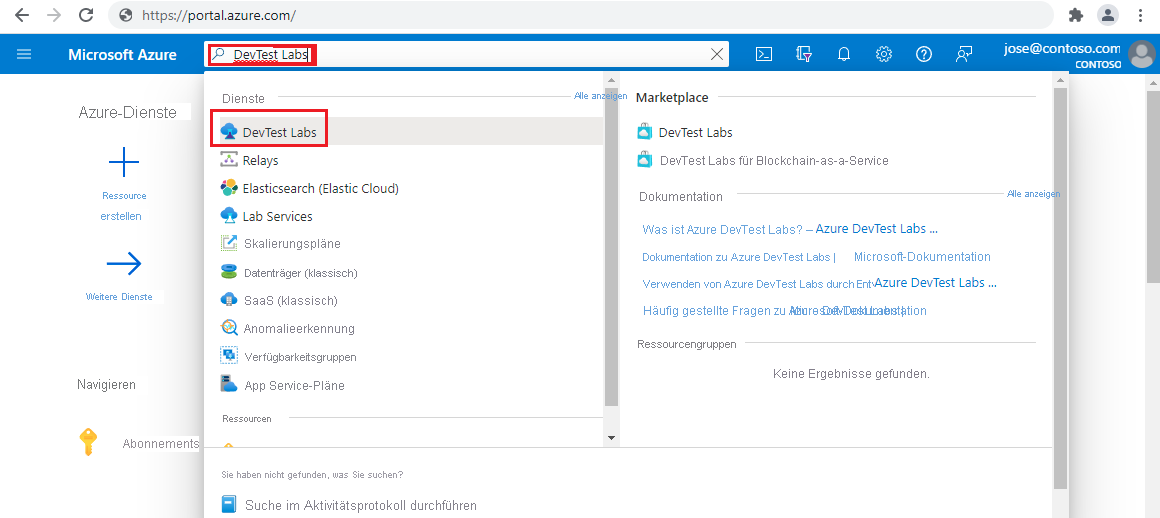 https://portal.azure.com/
Microsoft Azure
DevTest Labs
jose@contoso.com
CONTOSO
Azure-Dienste
Ressource
erstellen
Weitere Dienste
Navigieren
Abonnements
Dienste
Alle anzeigen
DevTest Labs
Relays
Elasticsearch (Elastic Cloud)
Lab Services
Skalierungspläne
Datenträger (klassisch)
SaaS (klassisch)
Anomalieerkennung
Verfügbarkeitsgruppen
App Service-Pläne
Ressourcen
Marketplace
DevTest Labs
DevTest Labs für Blockchain-as-a-Service
Dokumentation
Alle anzeigen
Was ist Azure DevTest Labs? – Azure DevTest Labs ...
Dokumentation zu Azure DevTest Labs | Microsoft-Dokumentation
Verwenden von Azure DevTest Labs durch Azure DevTest Labs ...
Häufig gestellte Fragen zu
Ressourcengruppen
Keine Ergebnisse gefunden.
Sie haben nicht gefunden, was Sie suchen?
Suche im Aktivitätsprotokoll durchführen